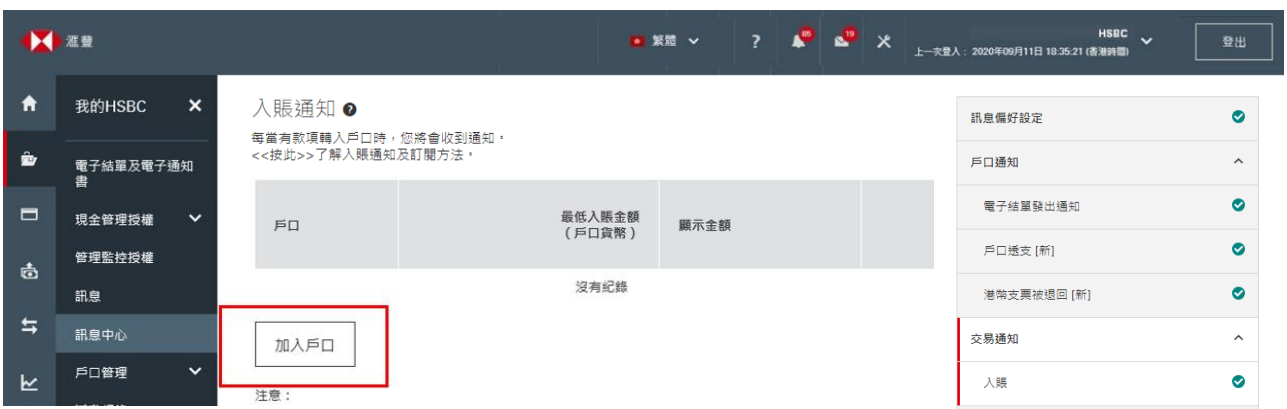 滙豐
繁體
?
85
19
HSBC
上一次登入： 2020年09月11日 18:35:21 (香港時間)
登出
我的HSBC
電子結單及電子通知
書
現金管理授權
管理監控授權
訊息
訊息中心
戶口管理
入賬通知 ?
每當有款項轉入戶口時，您將會收到通知。
<<按此>>了解入賬通知及訂閱方法。
戶口
最低入賬金額
（戶口貨幣）
顯示金額
沒有紀錄
加入戶口
注意：
訊息偏好設定
戶口通知
電子結單發出通知
戶口透支 [新]
港幣支票被退回 [新]
交易通知
入賬